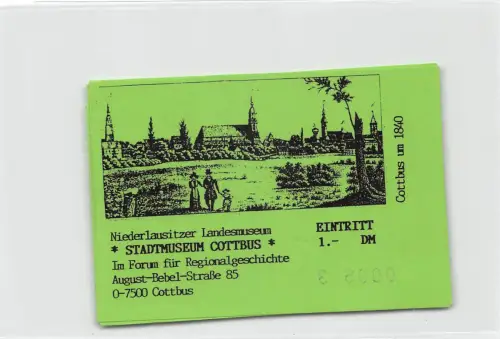 Cottbus um 1840
Niederlausitzer Landesmuseum
* STADTMUSEUM COTTBUS *
Im Forum für Regionalgeschichte
August-Bebel-Straße 85
O-7500 Cottbus
EINTRITT
1.- DM